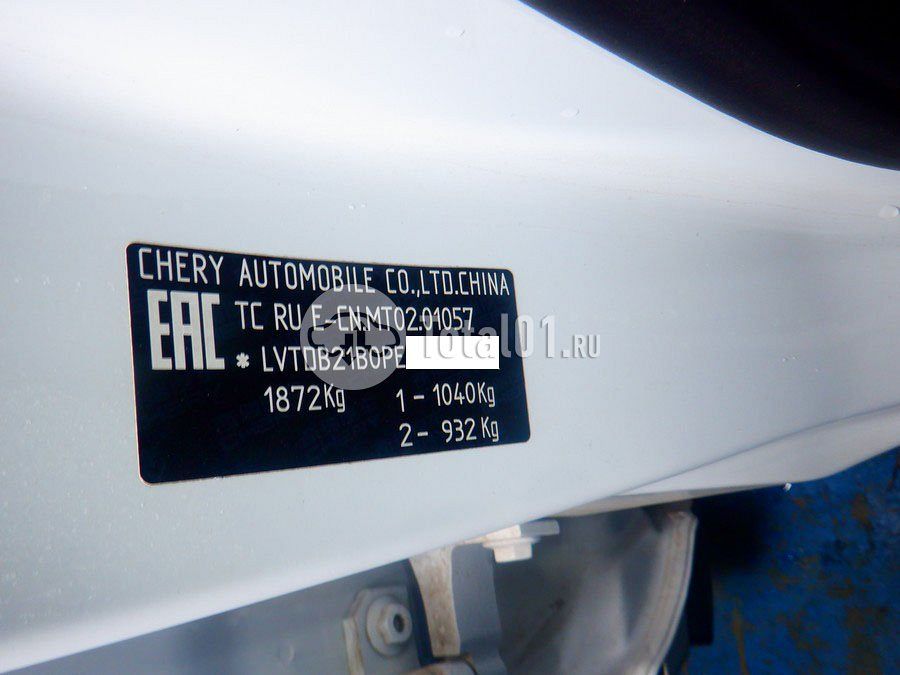 CHERY AUTOMOBILE CO.,LTD.CHINA
EAC TC RU E-CN.MT02.01057
* LVTDB21B0PE
1872Kg 1 - 1040Kg
2 - 932 Kg
Total01.RU